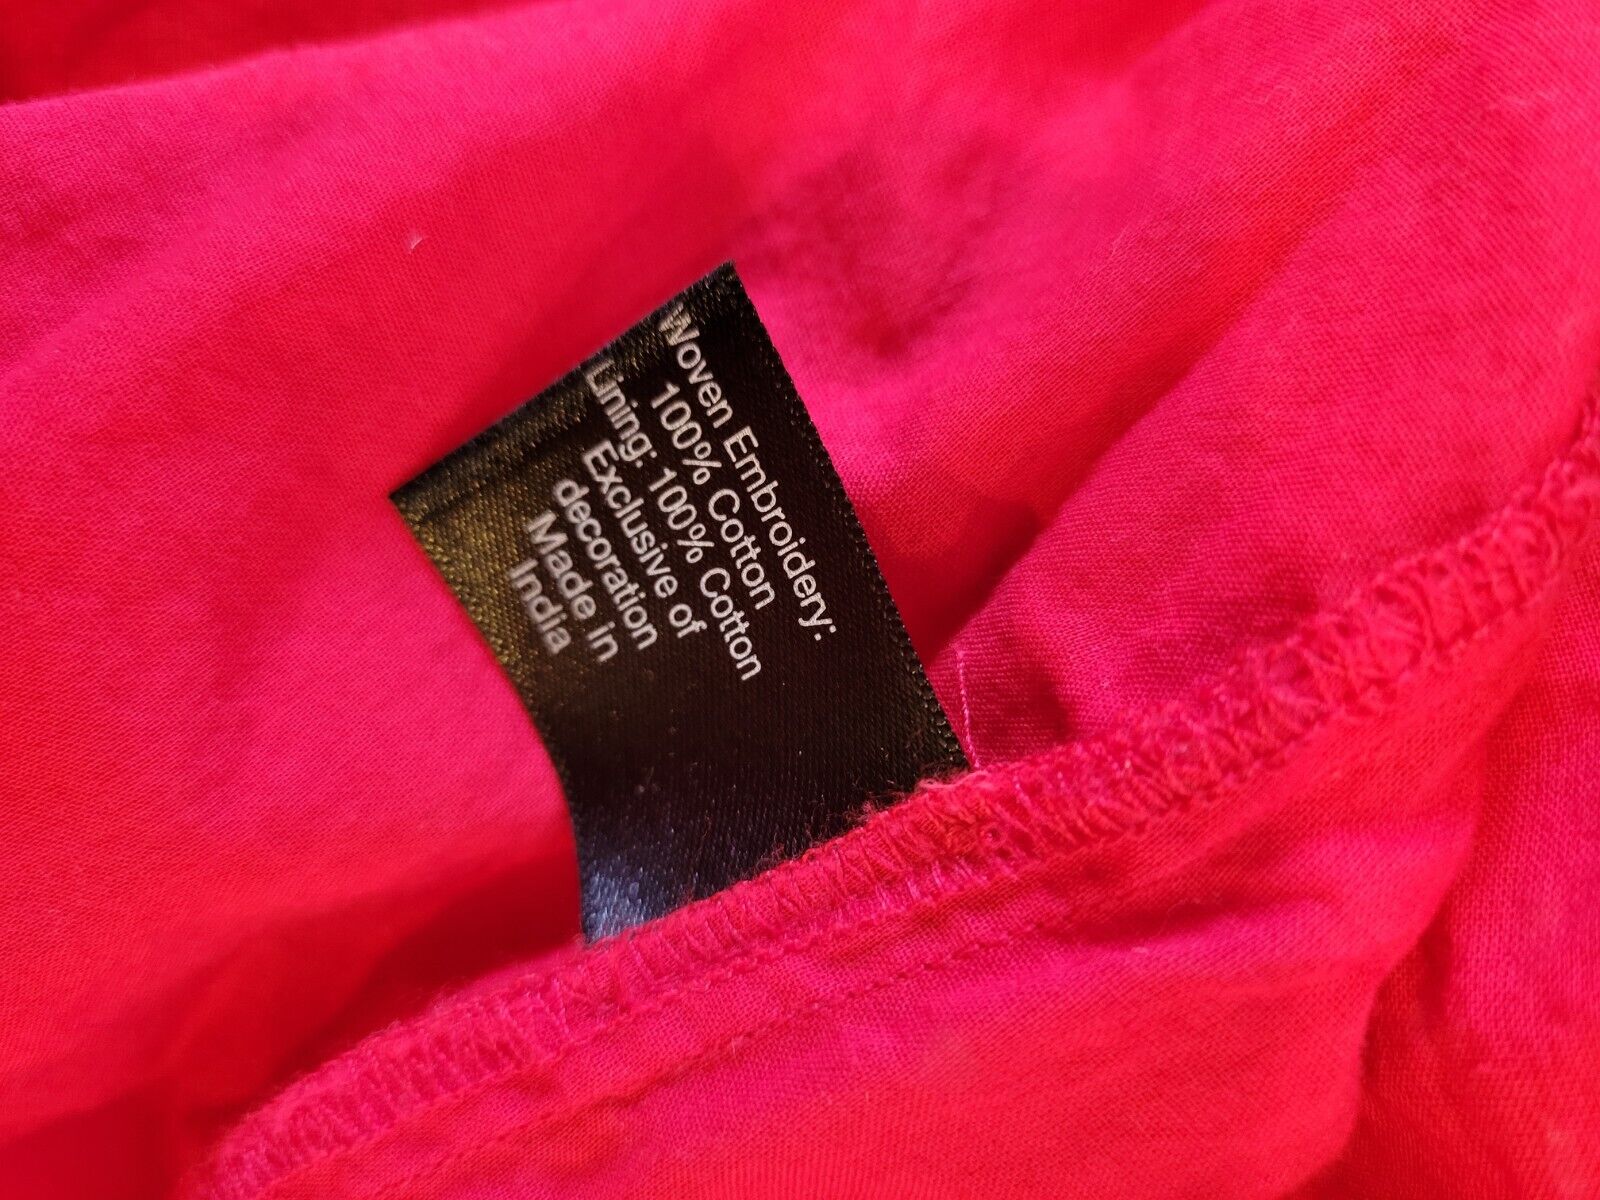 Woven Embroidery:
100% Cotton
Lining: 100% Cotton
Exclusive of
decoration
Made in
India